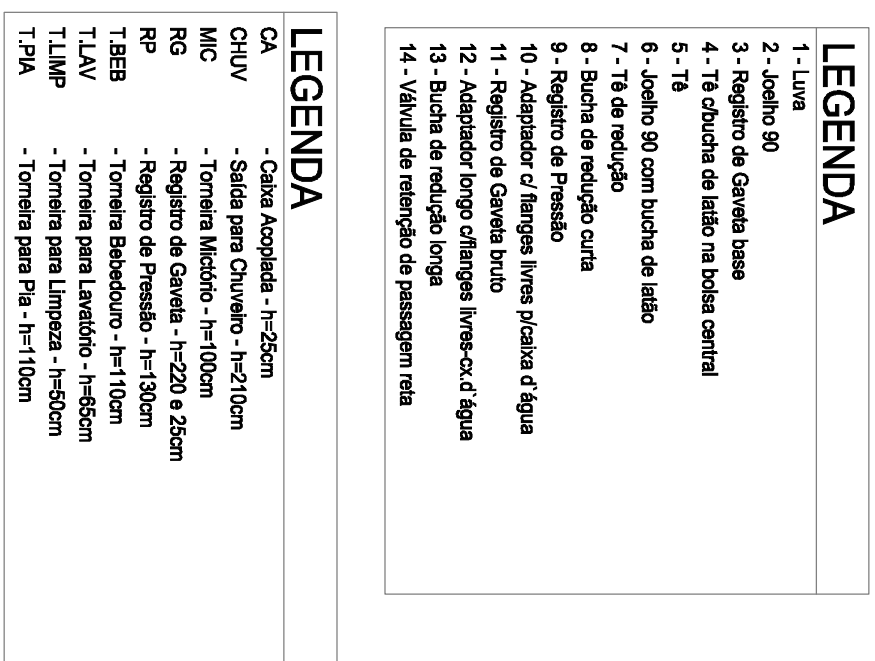 LEGENDA
1 - Luva
2 - Joelho 90
3 - Registro de Gaveta base
4 - Tê c/bucha de latão na bolsa central
5 - Tê
6 - Joelho 90 com bucha de latão
7 - Tê de redução
8 - Bucha de redução curta
9 - Registro de Pressão
10 - Adaptador c/ flanges livres p/caixa d`água
11 - Registro de Gaveta bruto
12 - Adaptador longo c/flanges livres-cx.d`água
13 - Bucha de redução longa
14 - Válvula de retenção de passagem reta
LEGENDA
CA - Caixa Acoplada - h=25cm
CHUV - Saída para Chuveiro - h=210cm
MIC - Torneira Mictório - h=100cm
RG - Registro de Gaveta - h=220 e 25cm
RP - Registro de Pressão - h=130cm
T.BEB - Torneira Bebedouro - h=110cm
T.LAV - Torneira para Lavatório - h=65cm
T.LIMP - Torneira para Limpeza - h=50cm
T.PIA - Torneira para Pia - h=110cm